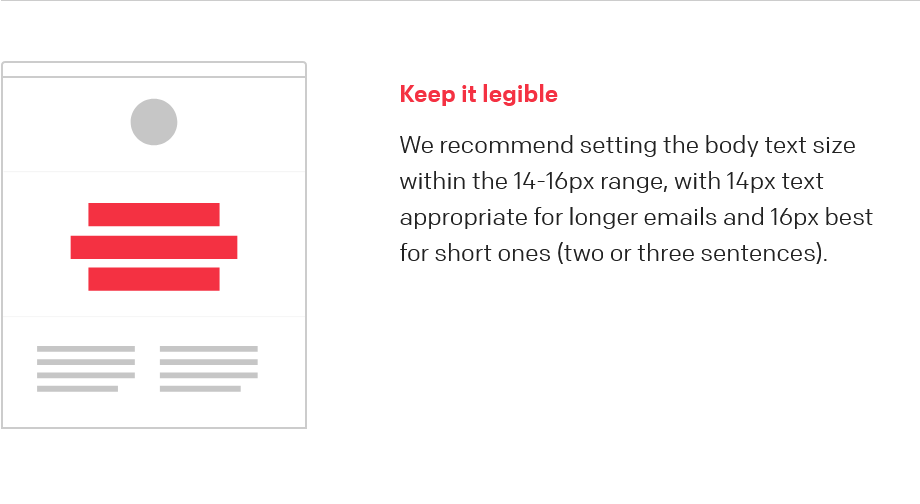 Keep it legible
We recommend setting the body text size
within the 14-16px range, with 14px text
appropriate for longer emails and 16px best
for short ones (two or three sentences).